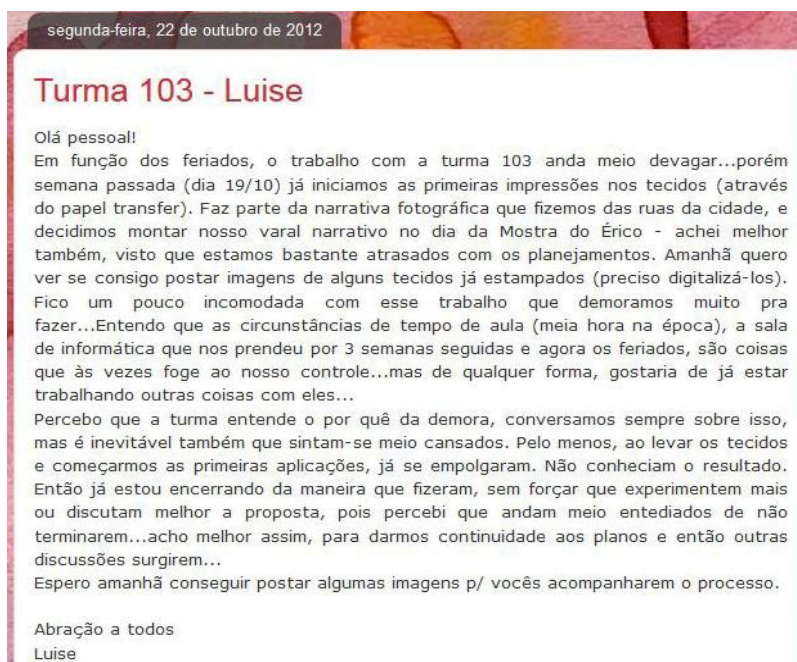 segunda-feira, 22 de outubro de 2012
Turma 103 - Luise
Olá pessoal!
Em função dos feriados, o trabalho com a turma 103 anda meio devagar...porém
semana passada (dia 19/10) já iniciamos as primeiras impressões nos tecidos (através
do papel transfer). Faz parte da narrativa fotográfica que fizemos das ruas da cidade, e
decidimos montar nosso varal narrativo no dia da Mostra do Érico - achei melhor
também, visto que estamos bastante atrasados com os planejamentos. Amanhã quero
ver se consigo postar imagens de alguns tecidos já estampados (preciso digitalizá-los).
Fico um pouco incomodada com esse trabalho que demoramos muito pra
fazer...Entendo que as circunstâncias de tempo de aula (meia hora na época), a sala
de informática que nos prendeu por 3 semanas seguidas e agora os feriados, são coisas
que às vezes foge ao nosso controle...mas de qualquer forma, gostaria de já estar
trabalhando outras coisas com eles...
Percebo que a turma entende o por quê da demora, conversamos sempre sobre isso,
mas é inevitável também que sintam-se meio cansados. Pelo menos, ao levar os tecidos
e começarmos as primeiras aplicações, já se empolgaram. Não conheciam o resultado.
Então já estou encerrando da maneira que fizeram, sem forçar que experimentem mais
ou discutam melhor a proposta, pois percebi que andam meio entediados de não
terminarem...acho melhor assim, para darmos continuidade aos planos e então outras
discussões surgirem...
Espero amanhã conseguir postar algumas imagens p/ vocês acompanharem o processo.
Abração a todos
Luise